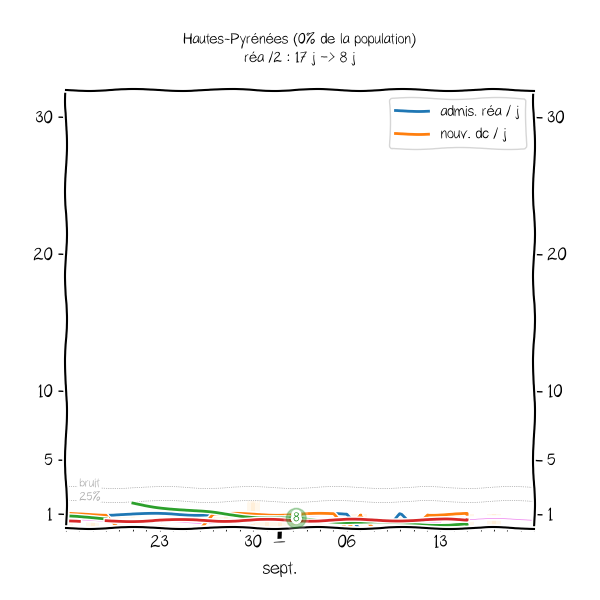 Hautes-Pyrénées (0% de la population)
réa /2 : 17 j -> 8 j
admis. réa / j
nouv. dc / j
30
30
20
20
10
10
5
5
bruit
25%
1
1
8
23
30
06
13
sept.